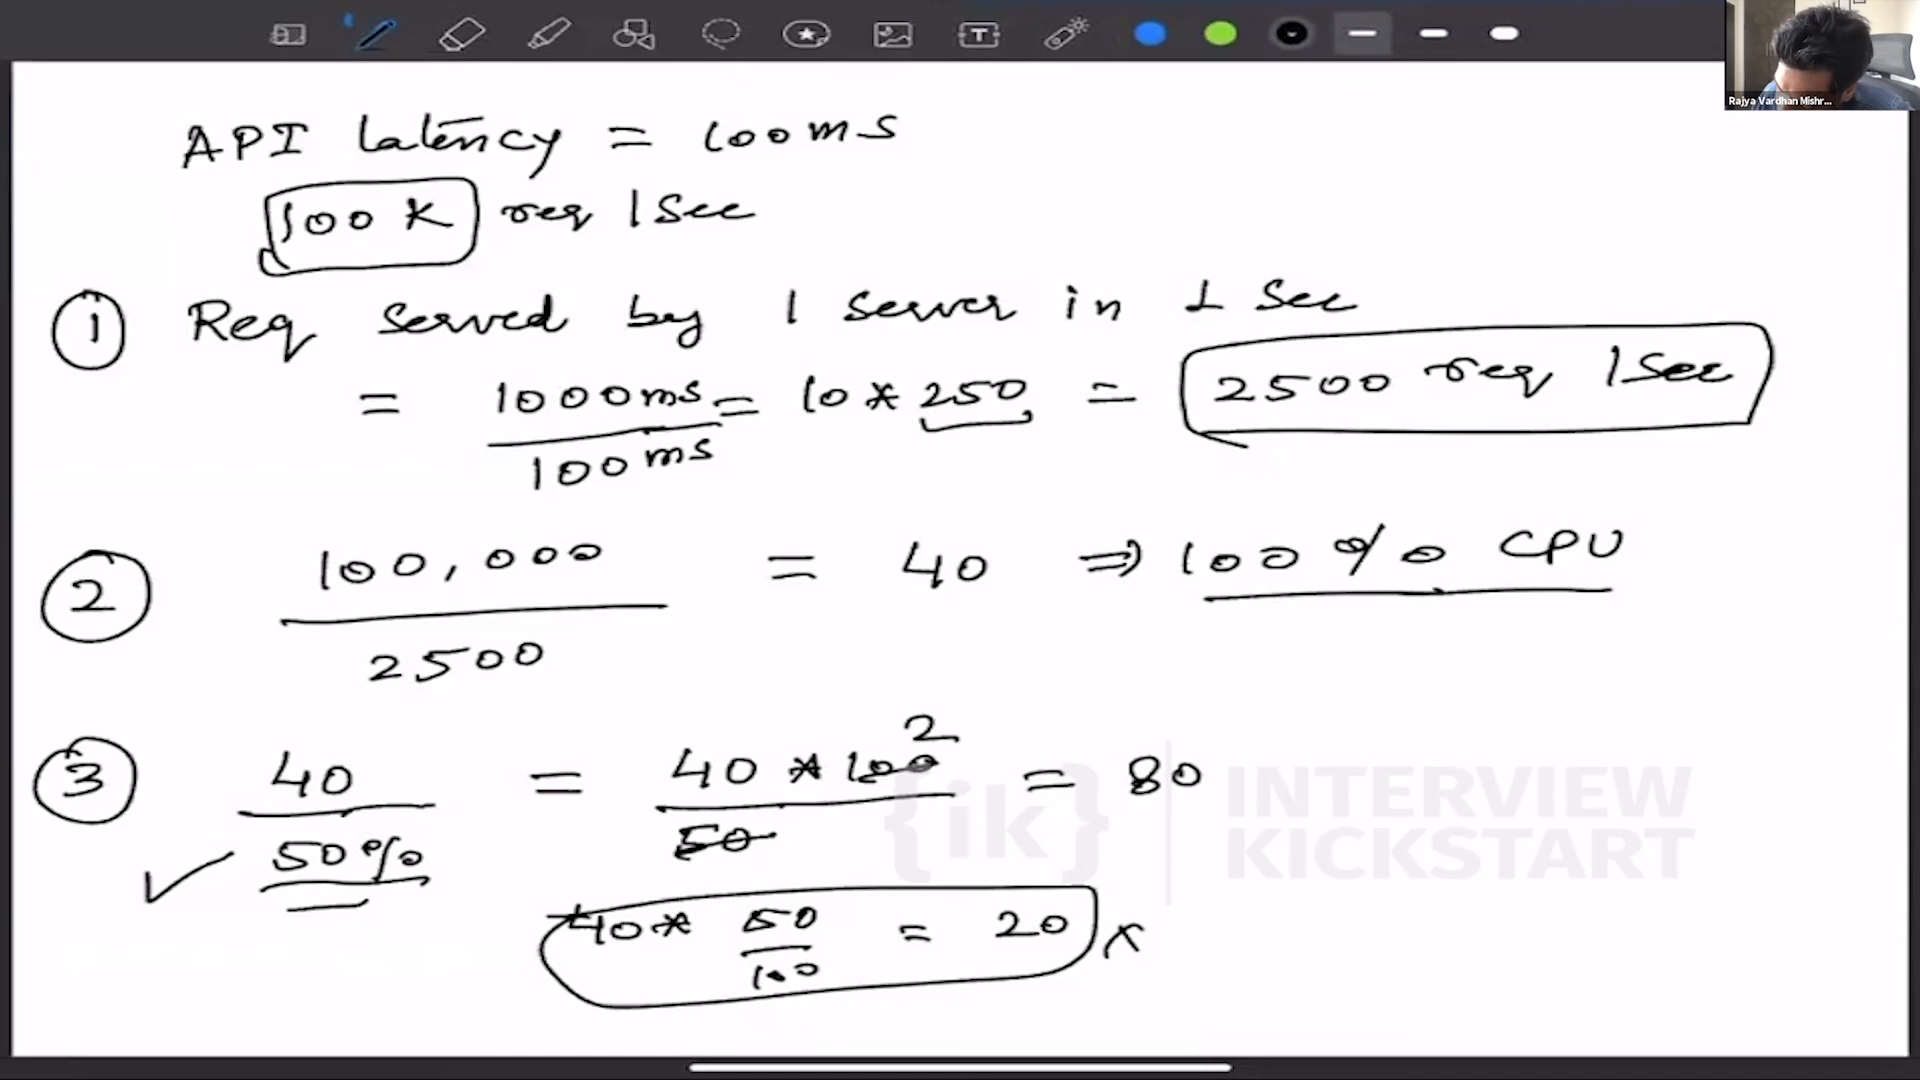 Rajya Vardhan Mishr...
API latency = 100ms
100 K req / Sec
1 Req served by 1 server in 1 Sec
= 1000ms / 100ms = 10 * 250 = 2500 req / Sec
2 100,000 / 2500 = 40 => 100 % CPU
3 40 / 50% = 40 * 100 / 50 = 80
2
40 * 50 / 100 = 20 x
{ik} INTERVIEW
KICKSTART